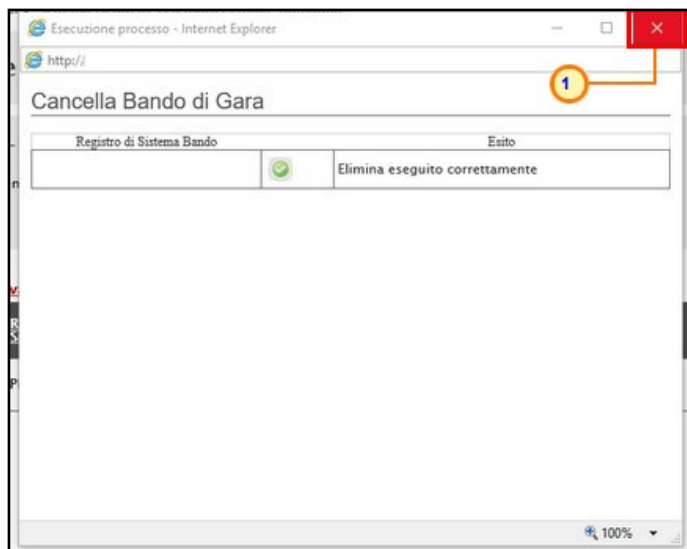 Esecuzione processo - Internet Explorer
http://
1
Cancella Bando di Gara
Registro di Sistema Bando Esito
Elimina eseguito correttamente
100%